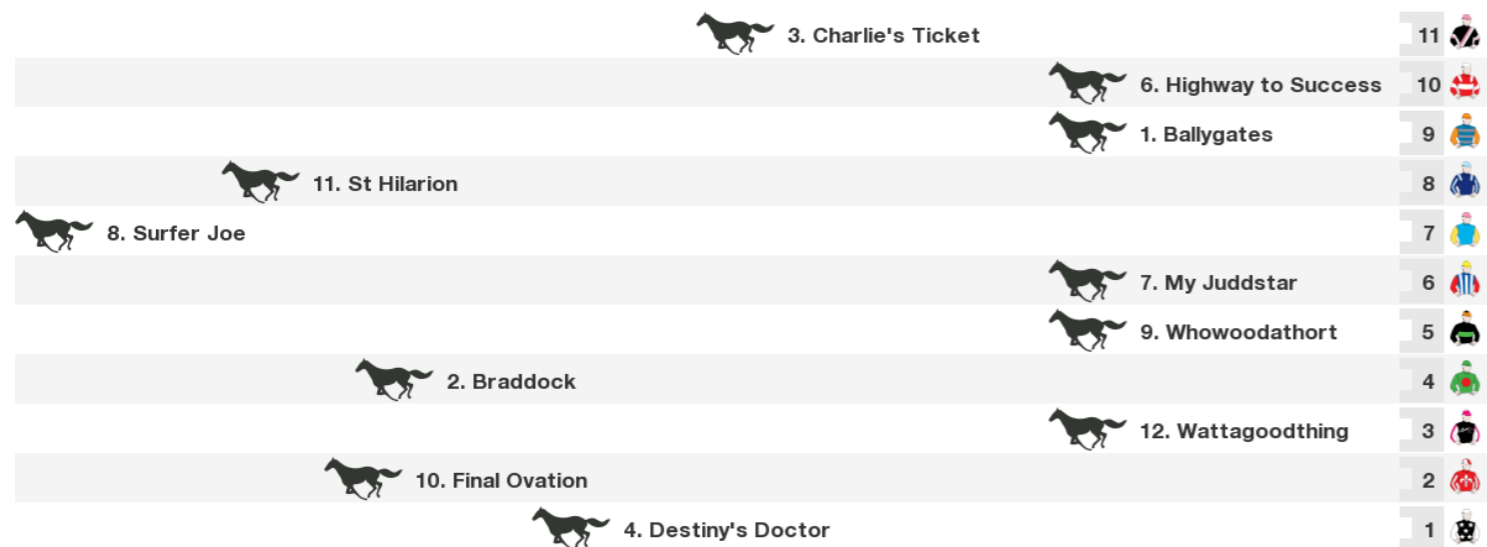 3. Charlie's Ticket 11
6. Highway to Success 10
1. Ballygates 9
11. St Hilarion 8
8. Surfer Joe 7
7. My Juddstar 6
9. Whowoodathort 5
2. Braddock 4
12. Wattagoodthing 3
10. Final Ovation 2
4. Destiny's Doctor 1